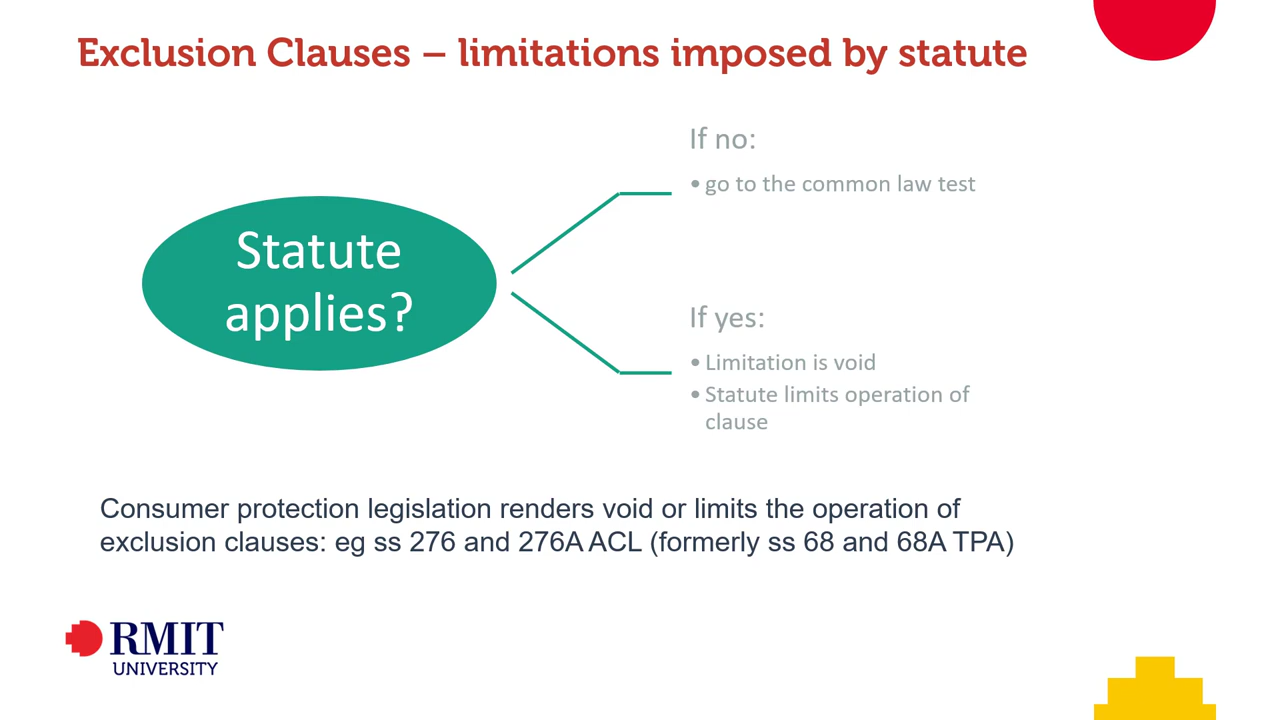 Exclusion Clauses – limitations imposed by statute
Statute
applies?
If no:
• go to the common law test
If yes:
• Limitation is void
• Statute limits operation of
clause
Consumer protection legislation renders void or limits the operation of
exclusion clauses: eg ss 276 and 276A ACL (formerly ss 68 and 68A TPA)
RMIT
UNIVERSITY